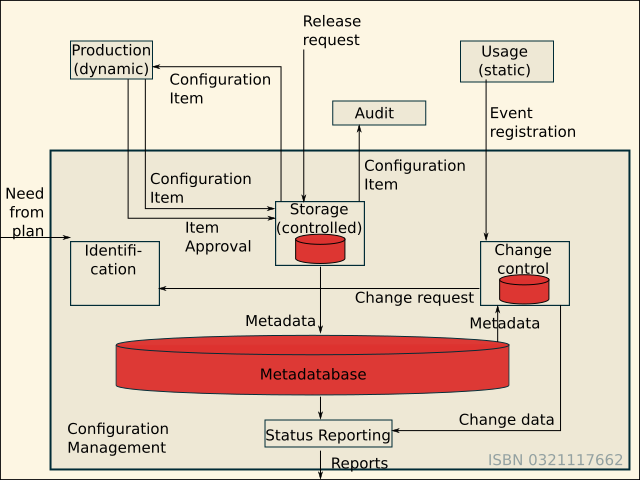 Release
request
Production
(dynamic)
Usage
(static)
Configuration
Item
Audit
Event
registration
Configuration
Item
Configuration
Item
Need
from
plan
Storage
(controlled)
Item
Approval
Identifi-
cation
Change
control
Change request
Metadata
Metadata
Metadatabase
Change data
Configuration
Management
Status Reporting
Reports
ISBN 0321117662